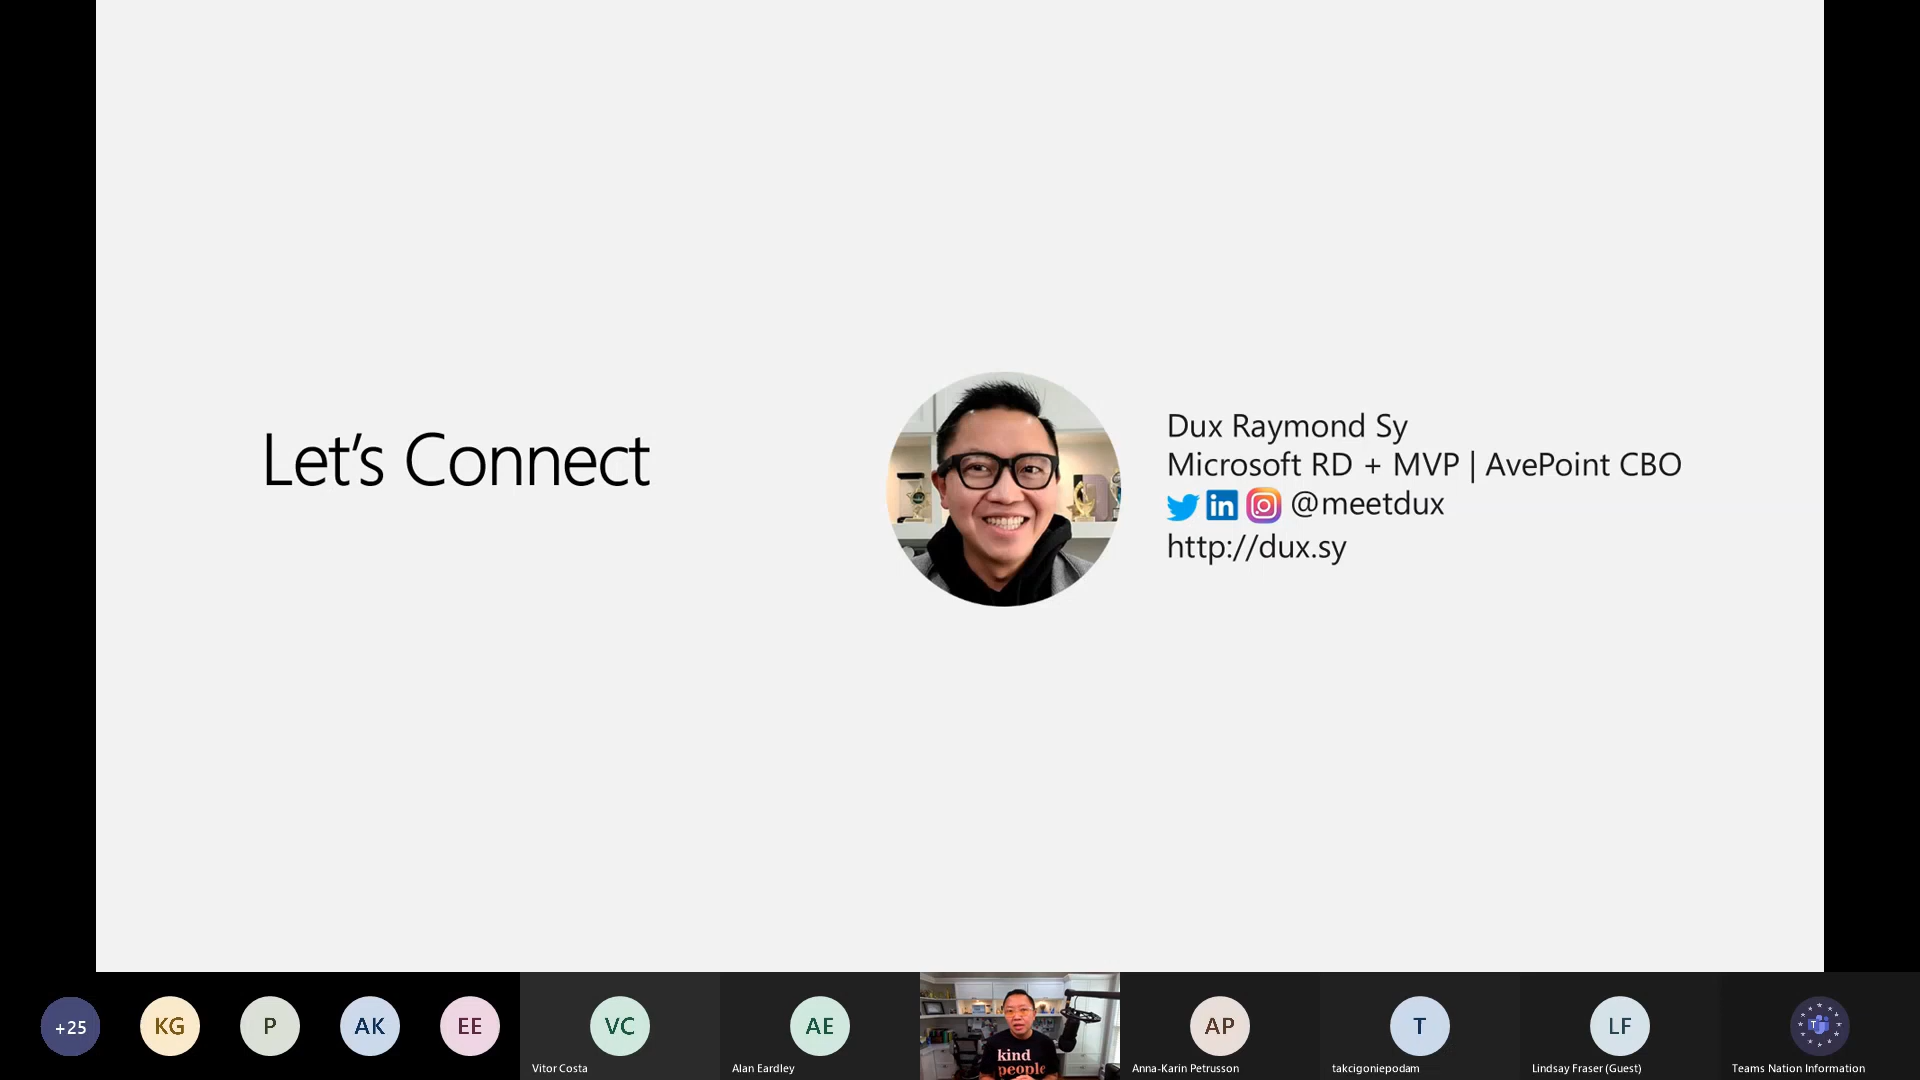 Let's Connect
Dux Raymond Sy
Microsoft RD + MVP | AvePoint CBO
in @meetdux
http://dux.sy
+25
KG
P
AK
EE
VC
AE
kind
people
AP
T
LF
T
Vitor Costa
Alan Eardley
Anna-Karin Petrusson
takcigoniepodam
Lindsay Fraser (Guest)
Teams Nation Information